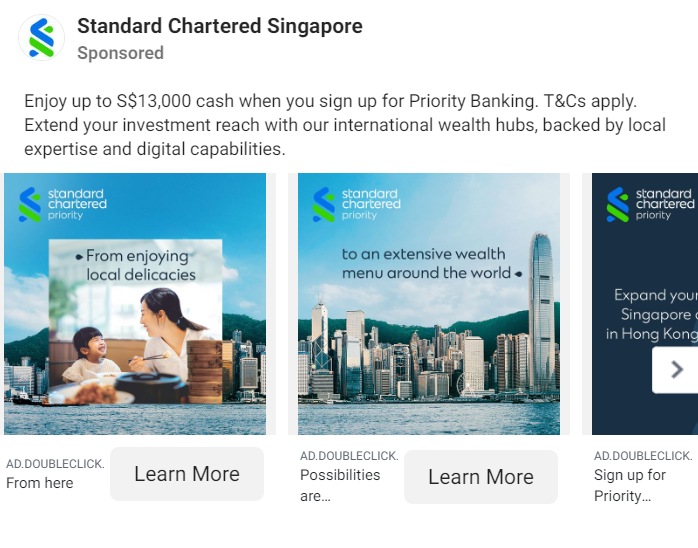 Standard Chartered Singapore
Sponsored
Enjoy up to S$13,000 cash when you sign up for Priority Banking. T&Cs apply.
Extend your investment reach with our international wealth hubs, backed by local
expertise and digital capabilities.
standard
chartered
priority
From enjoying
local delicacies
standard
chartered
priority
to an extensive wealth
menu around the world
standard
chartered
priority
Expand your
Singapore
in Hong Kong
AD.DOUBLECLICK.
From here
Learn More
AD.DOUBLECLICK.
Possibilities
are...
Learn More
AD.DOUBLECLICK.
Sign up for
Priority...